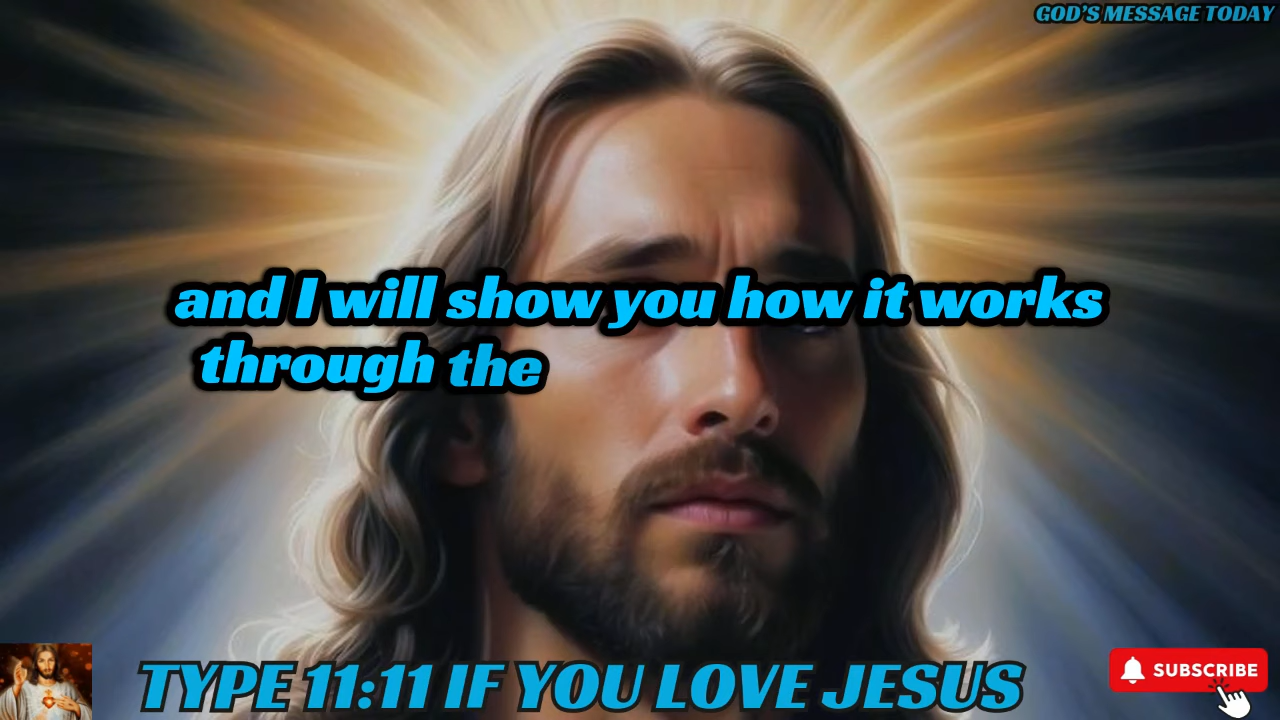 GOD'S MESSAGE TODAY
and I will show you how it works
through the
TYPE 11:11 IF YOU LOVE JESUS
SUBSCRIBE